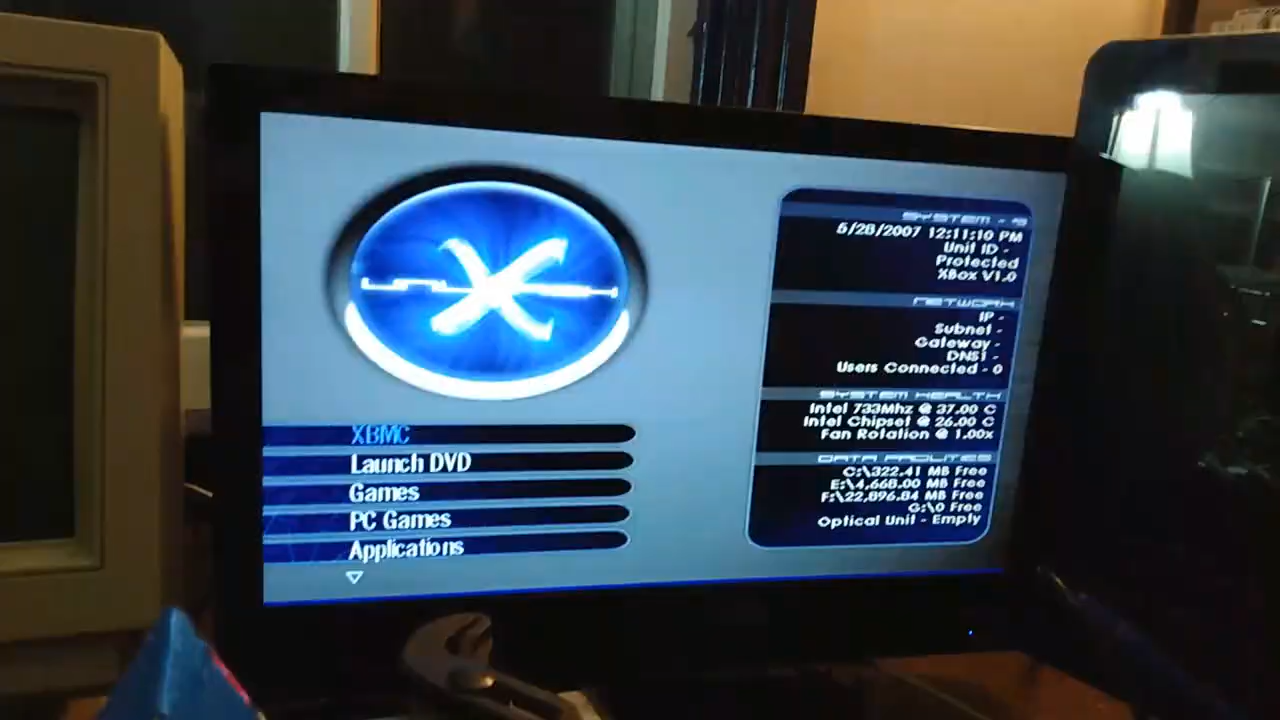 XBMC
Launch DVD
Games
PC Games
Applications
SYSTEM -
5/28/2007 12:11:10 PM
Unit ID -
Protected
XBox V1.0
NETWORK
IP -
Subnet -
Gateway -
DNS1 -
Users Connected - 0
SYSTEM HEALTH
Intel 733Mhz @ 37.00 C
Intel Chipset @ 26.00 C
Fan Rotation @ 1.00x
DATA FACILITES
C:\322.41 MB Free
E:\4,668.00 MB Free
F:\22,896.84 MB Free
G:\0 Free
Optical Unit - Empty